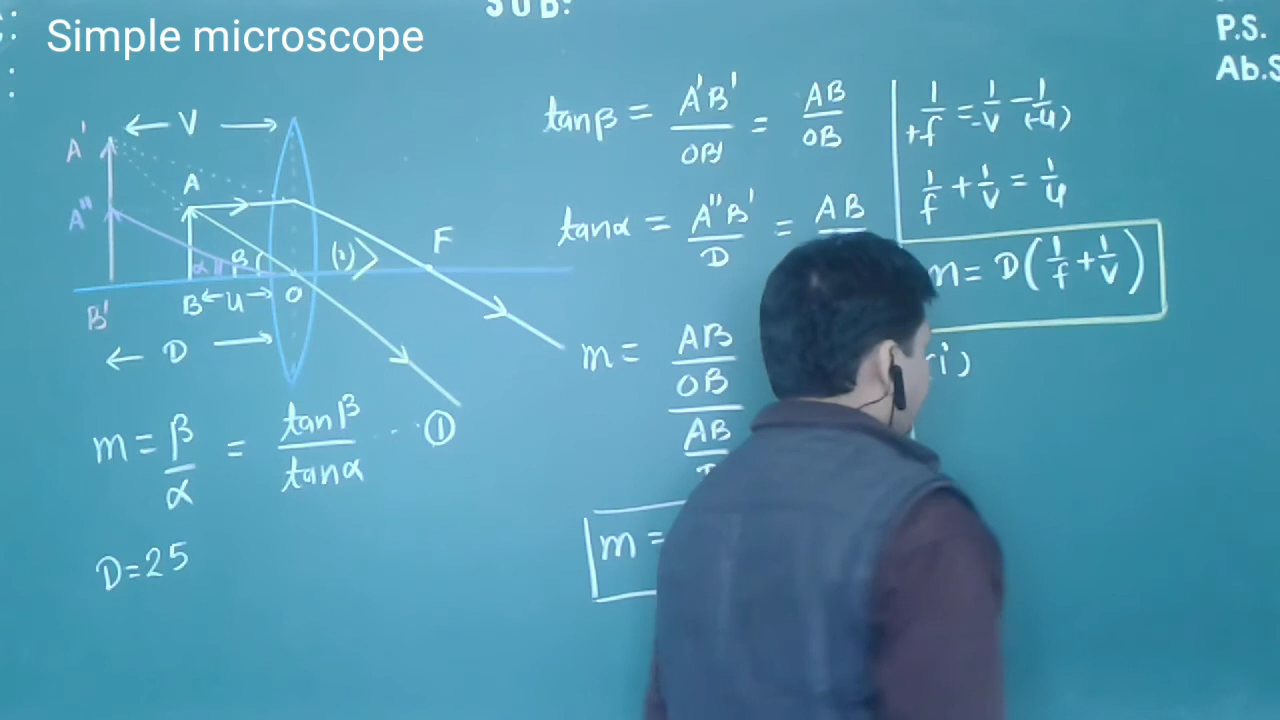 SUB:
Simple microscope
P.S.
Ab.S
V
A'
A
A''
F
α
β
(i)
B'
B
u
O
D
m = β/α = tanβ/tanα ... ①
D=25
tanβ = A'B'/OB' = AB/OB
tanα = A''B'/D = AB
m = AB/OB / AB
m =
1/+f = 1/-v - 1/(-u)
1/f + 1/v = 1/u
m = D(1/f + 1/v)
i)